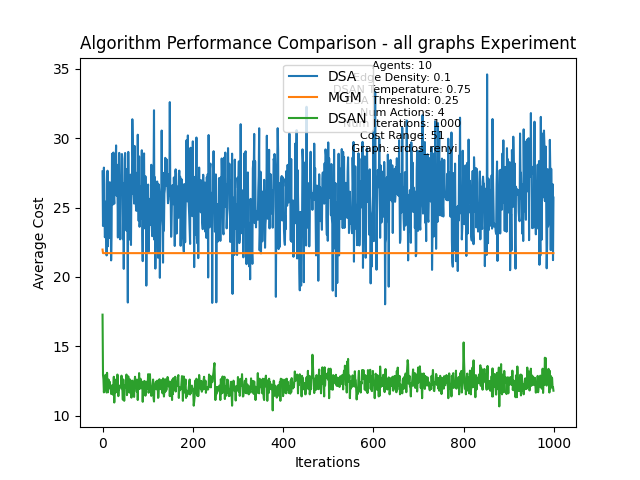 Algorithm Performance Comparison - all graphs Experiment
Average Cost
35
30
25
20
15
10
DSA
MGM
DSAN
Agents: 10
Edge Density: 0.1
DSAN Temperature: 0.75
Threshold: 0.25
Num Actions: 4
Num Iterations: 1000
Cost Range: 51
Graph: erdos_renyi
0
200
400
600
800
1000
Iterations